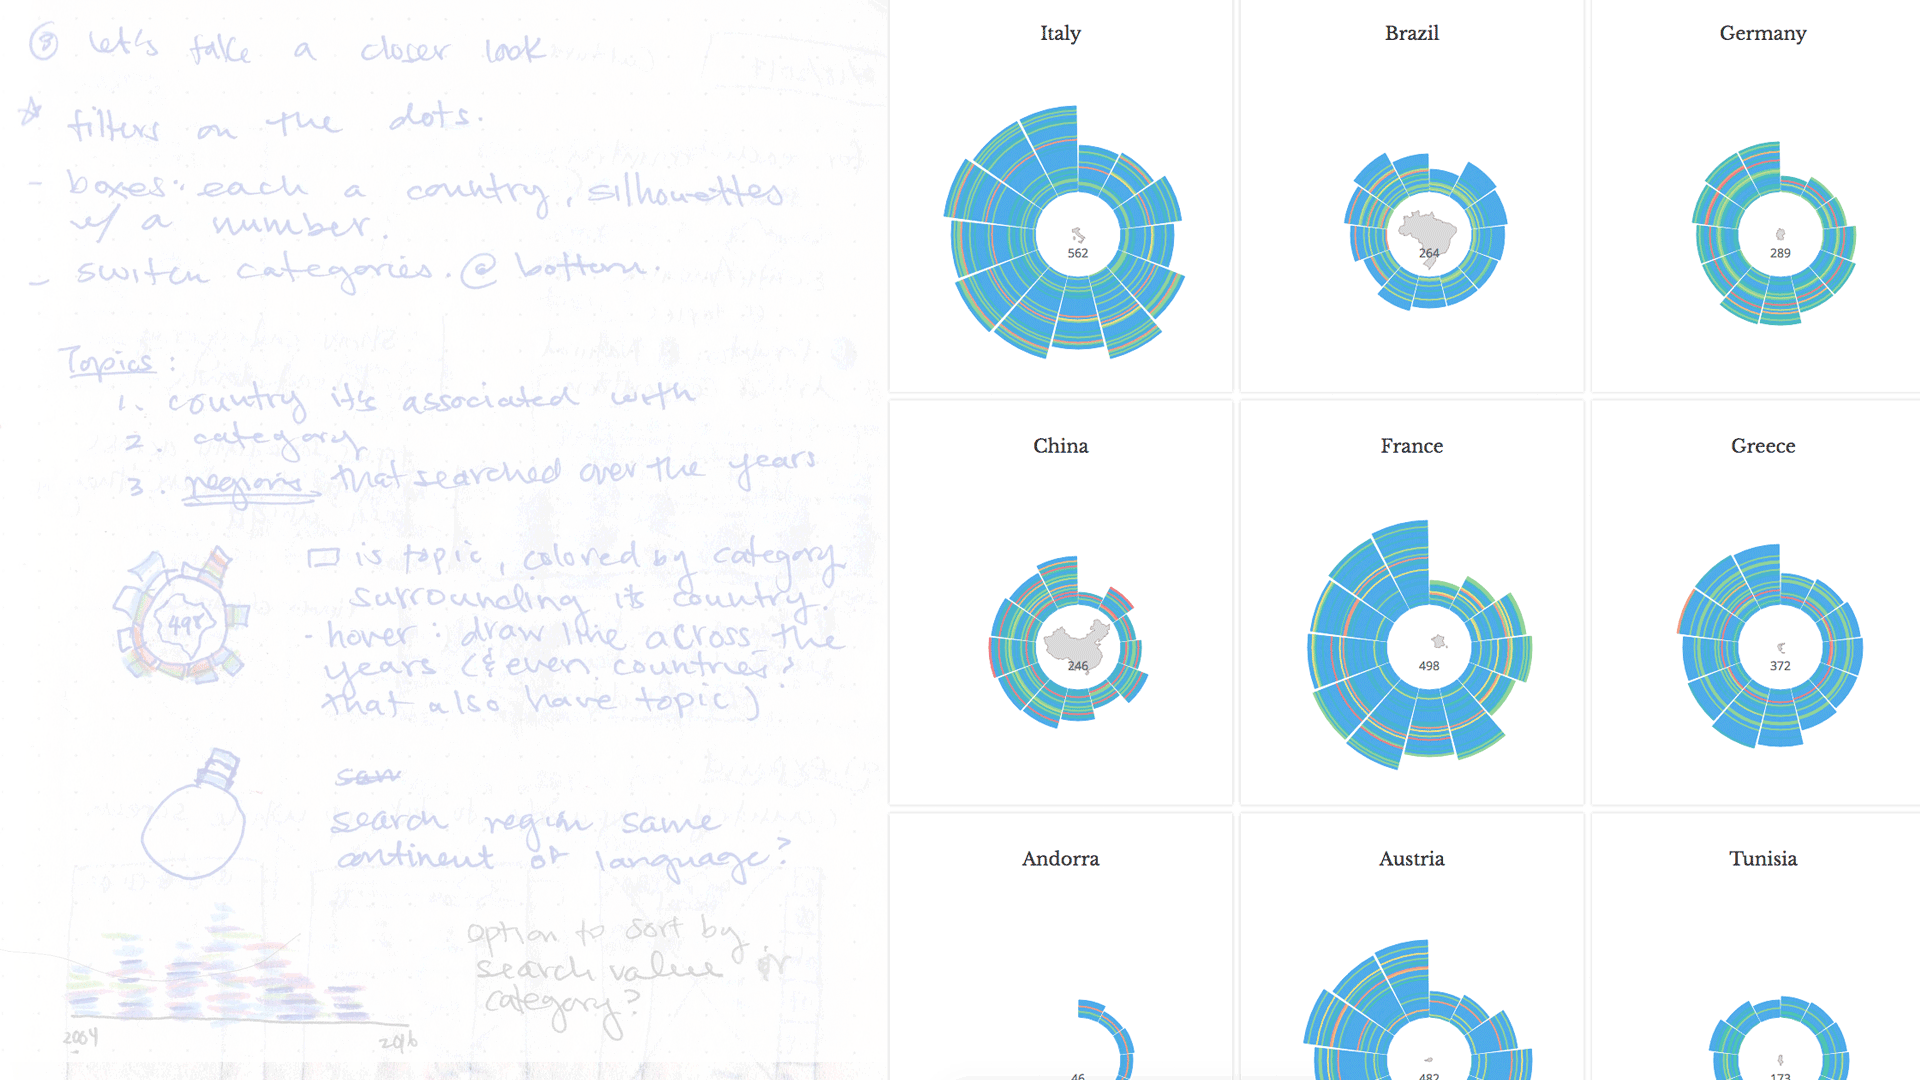 ③ let's take a closer look
☆ filters on the dots.
- boxes: each a country, silhouettes
w/ a number.
- switch categories. @ bottom.
Topics:
1. country it's associated with
2. category
3. regions that searched over the years
498
▭ is topic, colored by category
surrounding its country.
- hover: draw line across the
years (& even countries?
that also have topic)
saw
search region same
continent or language?
option to sort by
search value or
category?
2004
2016
Italy
562
Brazil
264
Germany
289
China
246
France
498
Greece
372
Andorra
46
Austria
482
Tunisia
173